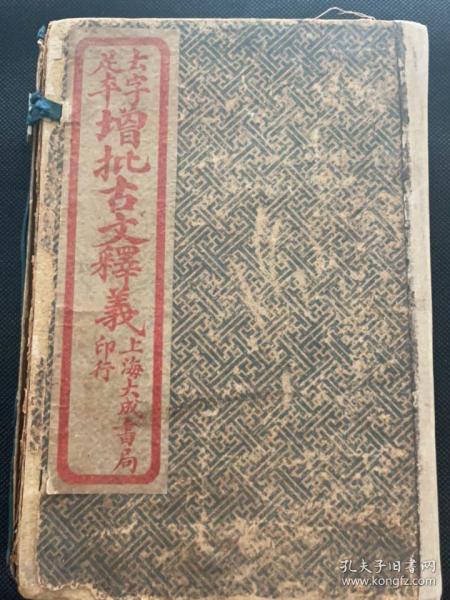 大字
足本
增批古文釋義
上海大成書局
印行
孔夫子旧书网
www.kongfz.com